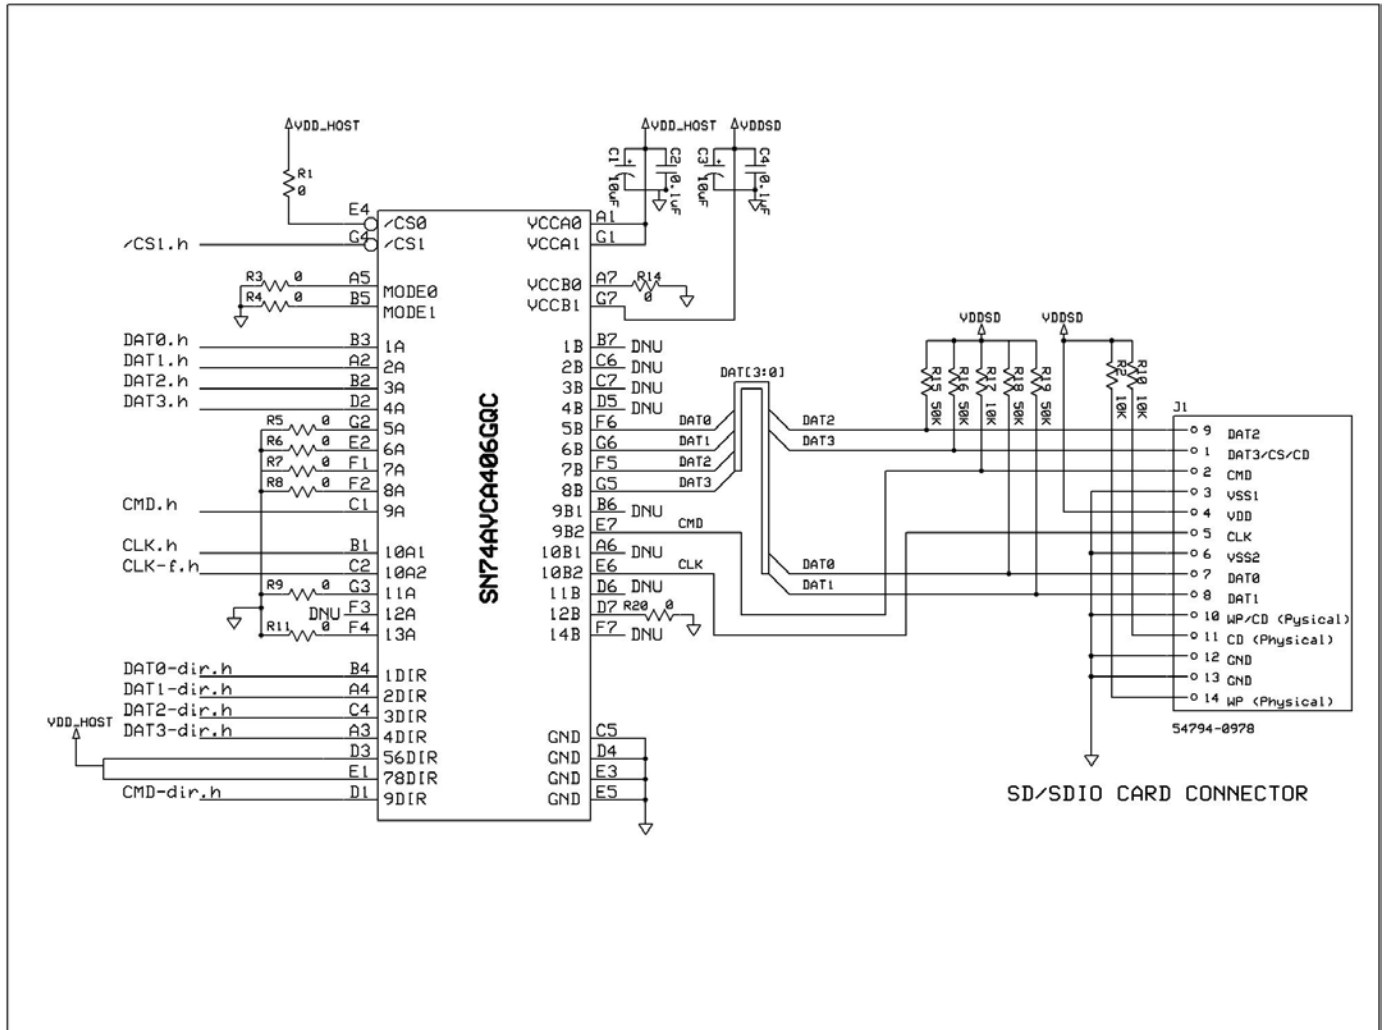 VDD_HOST
R1
0
E4 /CS0
/CS1.h G4 /CS1
R3 0 A5 MODE0
R4 0 B5 MODE1
DAT0.h B3 1A
DAT1.h A2 2A
DAT2.h B2 3A
DAT3.h D2 4A
R5 0 G2 5A
R6 0 E2 6A
R7 0 F1 7A
R8 0 F2 8A
CMD.h C1 9A
CLK.h B1 10A1
CLK-f.h C2 10A2
R9 0 G3 11A
DNU F3 12A
R11 0 F4 13A
DAT0-dir.h B4 1DIR
DAT1-dir.h A4 2DIR
DAT2-dir.h C4 3DIR
DAT3-dir.h A3 4DIR
VDD_HOST
D3 56DIR
E1 78DIR
CMD-dir.h D1 9DIR
SN74AVCA406GQC
VDD_HOST
VDDSD
C1 10uF
C2 0.1uF
C3 10uF
C4 0.1uF
VCCA0 A1
VCCA1 G1
VCCB0 A7 R14 0
VCCB1 G7
1B B7 DNU
2B C6 DNU
3B C7 DNU
4B D5 DNU
5B F6 DAT0
6B G6 DAT1
7B F5 DAT2
8B G5 DAT3
9B1 B6 DNU
9B2 E7 CMD
10B1 A6 DNU
10B2 E6 CLK
11B D6 DNU
12B D7 R20 0
14B F7 DNU
GND C5
GND D4
GND E3
GND E5
DAT[3:0]
DAT2
DAT3
DAT0
DAT1
VDDSD
VDDSD
R15 50K
R16 50K
R17 10K
R18 50K
R19 50K
R2 10K
R10 10K
J1
9 DAT2
1 DAT3/CS/CD
2 CMD
3 VSS1
4 VDD
5 CLK
6 VSS2
7 DAT0
8 DAT1
10 WP/CD (Pysical)
11 CD (Physical)
12 GND
13 GND
14 WP (Physical)
54794-0978
SD/SDIO CARD CONNECTOR